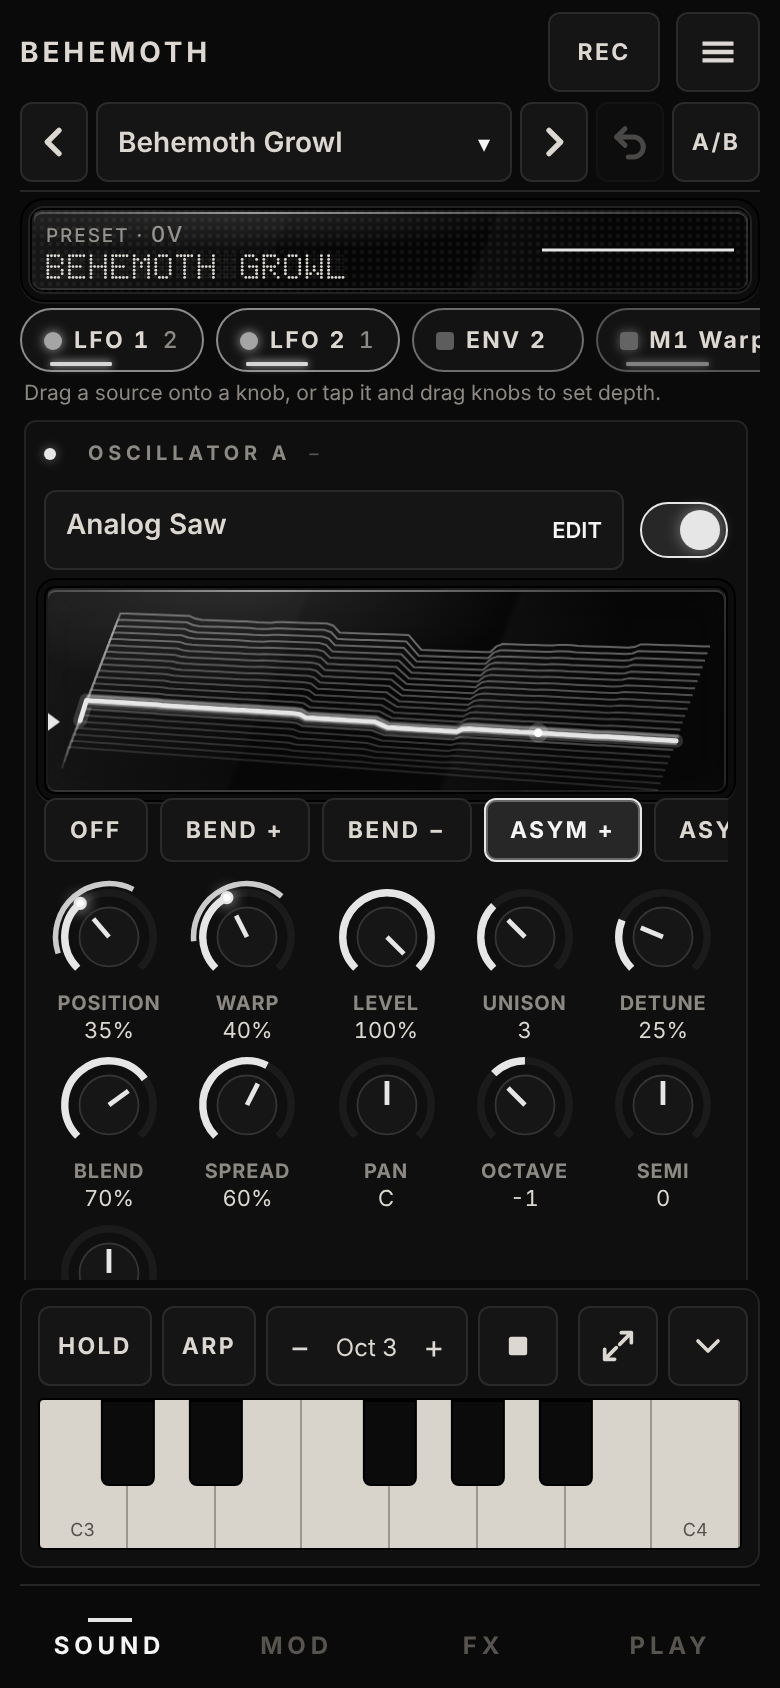 BEHEMOTH
REC
Behemoth Growl ▾
A/B
PRESET · 0V
BEHEMOTH GROWL
LFO 1 2
LFO 2 1
ENV 2
M1 Warp
Drag a source onto a knob, or tap it and drag knobs to set depth.
OSCILLATOR A –
Analog Saw
EDIT
OFF
BEND +
BEND –
ASYM +
ASY
POSITION
35%
WARP
40%
LEVEL
100%
UNISON
3
DETUNE
25%
BLEND
70%
SPREAD
60%
PAN
C
OCTAVE
-1
SEMI
0
HOLD
ARP
– Oct 3 +
C3
C4
SOUND
MOD
FX
PLAY